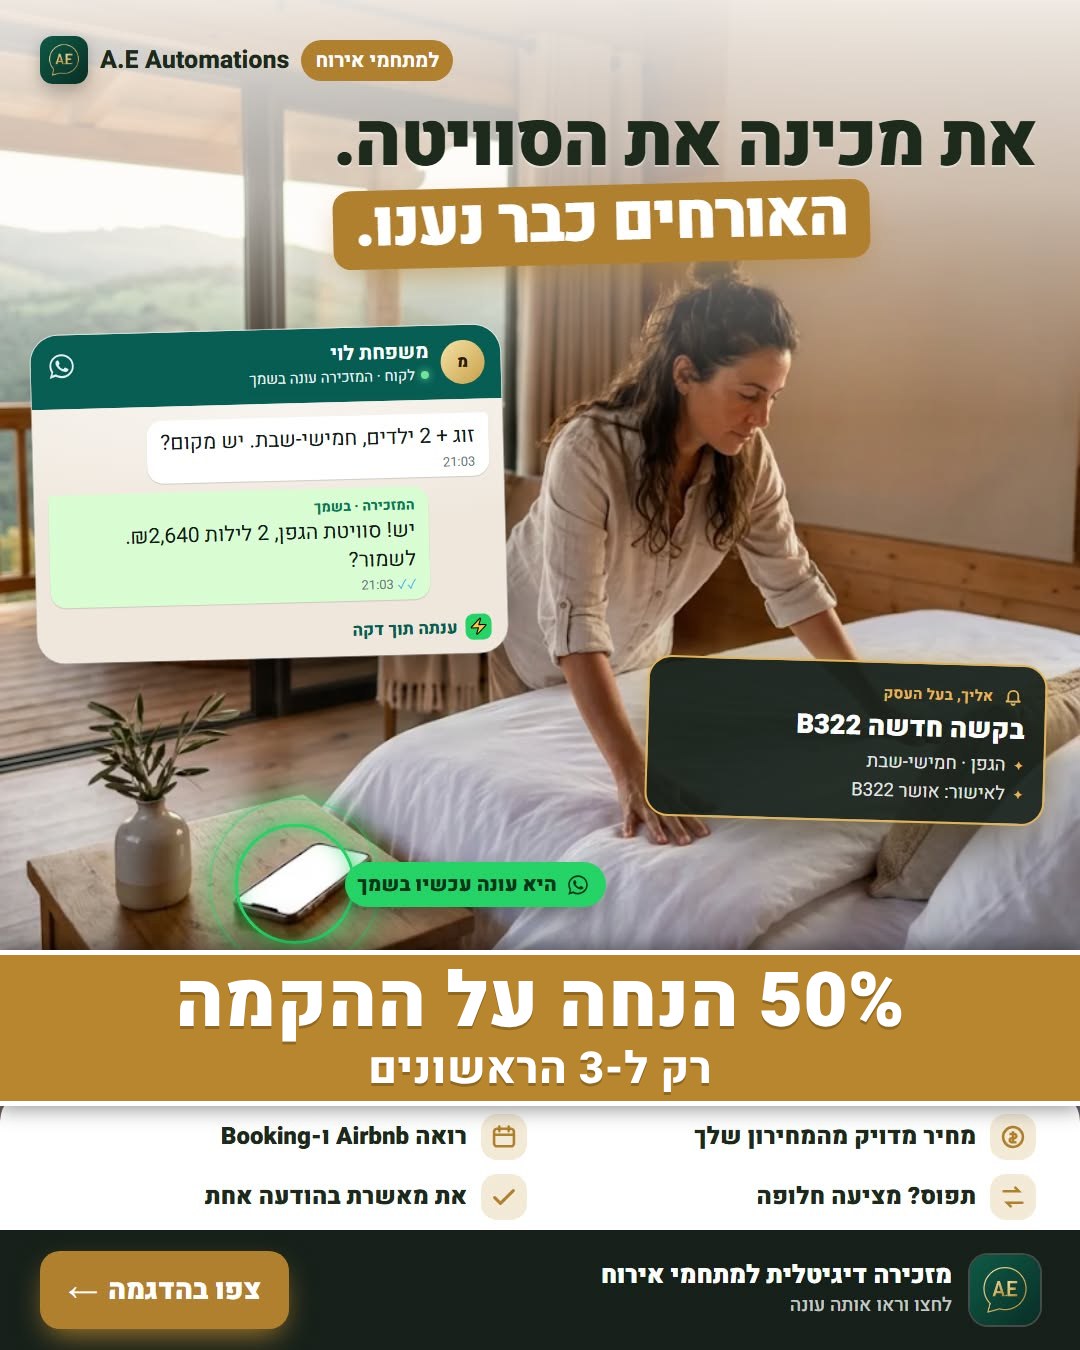 A.E Automations
למתחמי אירוח
את מכינה את הסוויטה.
האורחים כבר נענו.
משפחת לוי
מ
לקוח · המזכירה עונה בשמך
זוג + 2 ילדים, חמישי-שבת. יש מקום?
21:03
המזכירה · בשמך
יש! סוויטת הגפן, 2 לילות 2,640₪.
לשמור?
21:03
ענתה תוך דקה
אליך, בעל העסק
בקשה חדשה B322
הגפן · חמישי-שבת
לאישור: אושר B322
היא עונה עכשיו בשמך
50% הנחה על ההקמה
רק ל-3 הראשונים
מחיר מדויק מהמחירון שלך
רואה Airbnb ו-Booking
תפוס? מציעה חלופה
את מאשרת בהודעה אחת
AE
מזכירה דיגיטלית למתחמי אירוח
לחצו וראו אותה עונה
צפו בהדגמה ←